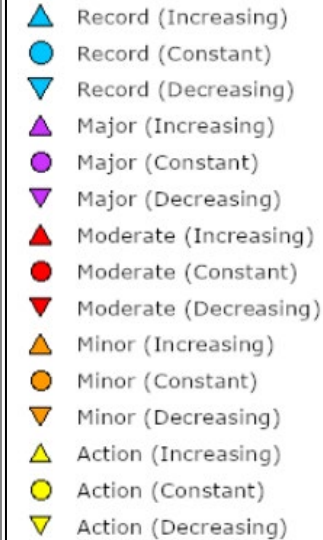 Record (Increasing)
Record (Constant)
Record (Decreasing)
Major (Increasing)
Major (Constant)
Major (Decreasing)
Moderate (Increasing)
Moderate (Constant)
Moderate (Decreasing)
Minor (Increasing)
Minor (Constant)
Minor (Decreasing)
Action (Increasing)
Action (Constant)
Action (Decreasing)